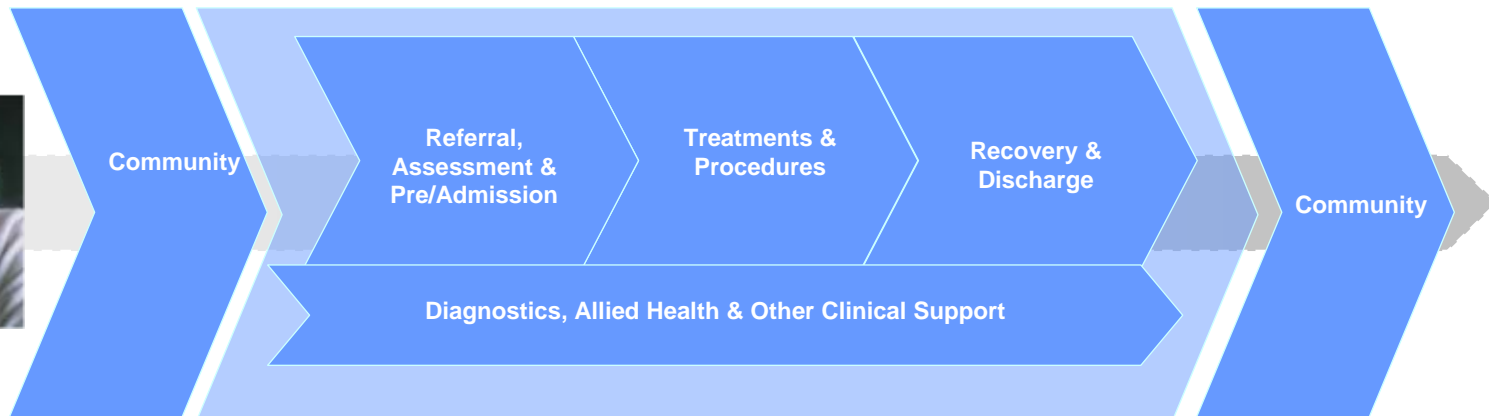 Community
Referral,
Assessment &
Pre/Admission
Treatments &
Procedures
Recovery &
Discharge
Community
Diagnostics, Allied Health & Other Clinical Support